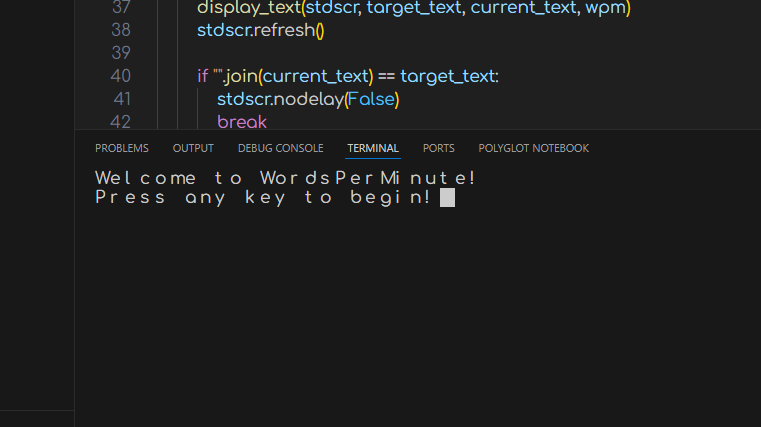 37 display_text(stdscr, target_text, current_text, wpm)
38 stdscr.refresh()
39
40 if "".join(current_text) == target_text:
41 stdscr.nodelay(False)
42 break
PROBLEMS OUTPUT DEBUG CONSOLE TERMINAL PORTS POLYGLOT NOTEBOOK
Welcome to WordsPerMinute!
Press any key to begin!